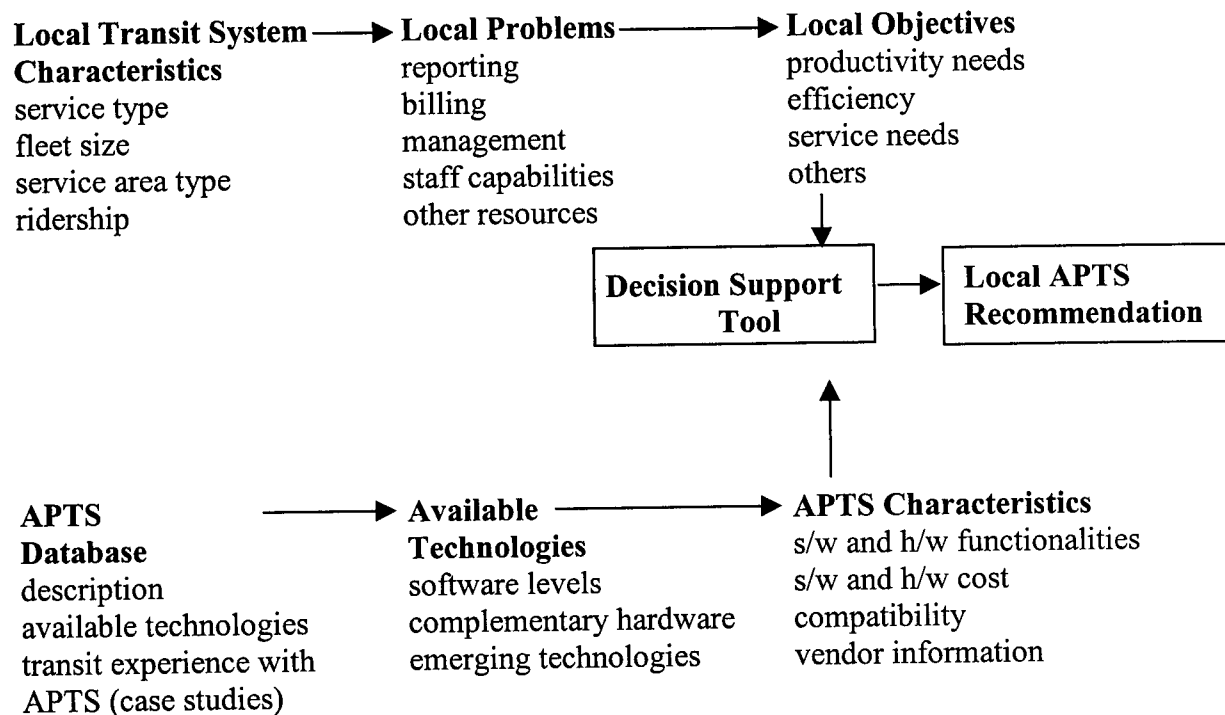 Local Transit System
Characteristics
service type
fleet size
service area type
ridership
Local Problems
reporting
billing
management
staff capabilities
other resources
Local Objectives
productivity needs
efficiency
service needs
others
Decision Support
Tool
Local APTS
Recommendation
APTS
Database
description
available technologies
transit experience with
APTS (case studies)
Available
Technologies
software levels
complementary hardware
emerging technologies
APTS Characteristics
s/w and h/w functionalities
s/w and h/w cost
compatibility
vendor information